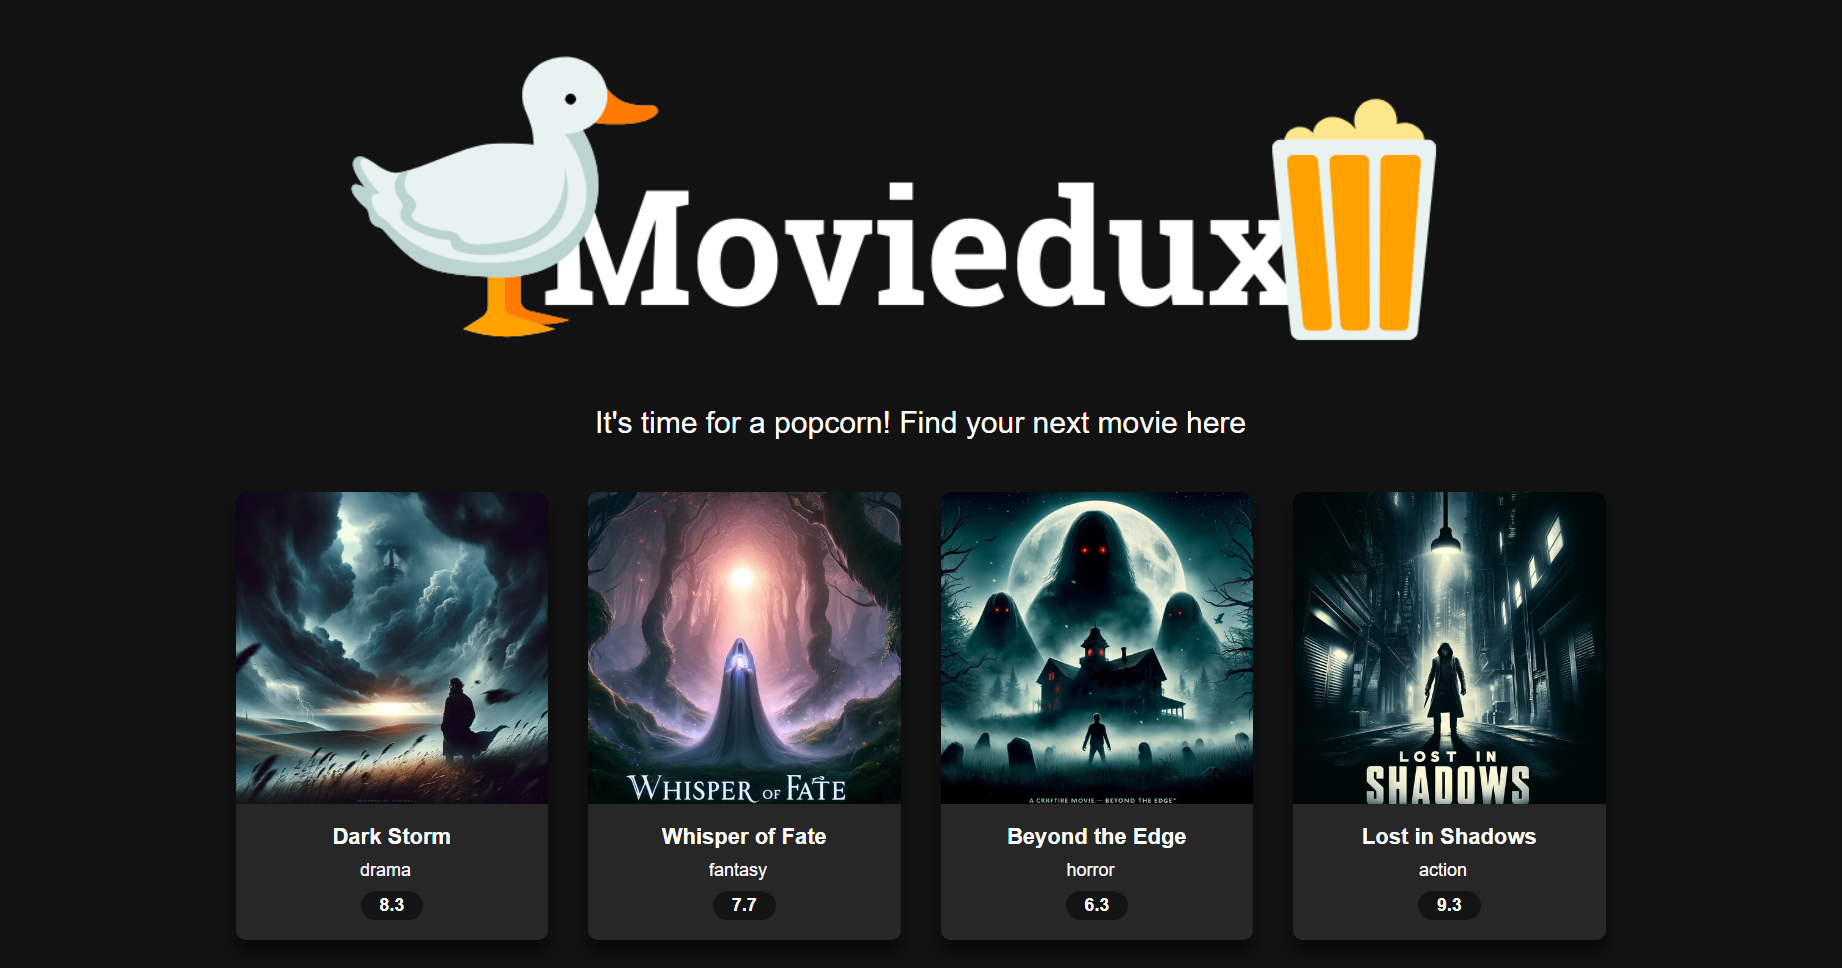 Moviedux
It's time for a popcorn! Find your next movie here
WHISPER OF FATE
BEYOND THE EDGE"
LOST IN
SHADOWS
Dark Storm
Whisper of Fate
Beyond the Edge
Lost in Shadows
drama
fantasy
horror
action
8.3
7.7
6.3
9.3